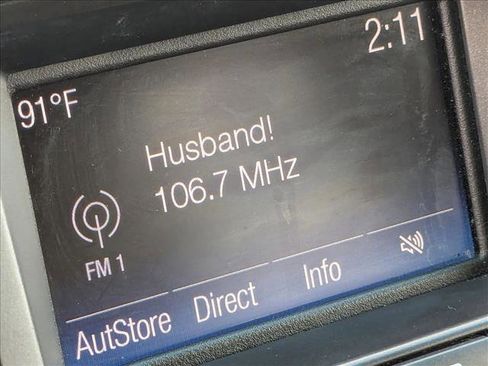 2:11
91°F
Husband!
106.7 MHz
FM 1
AutStore Direct Info